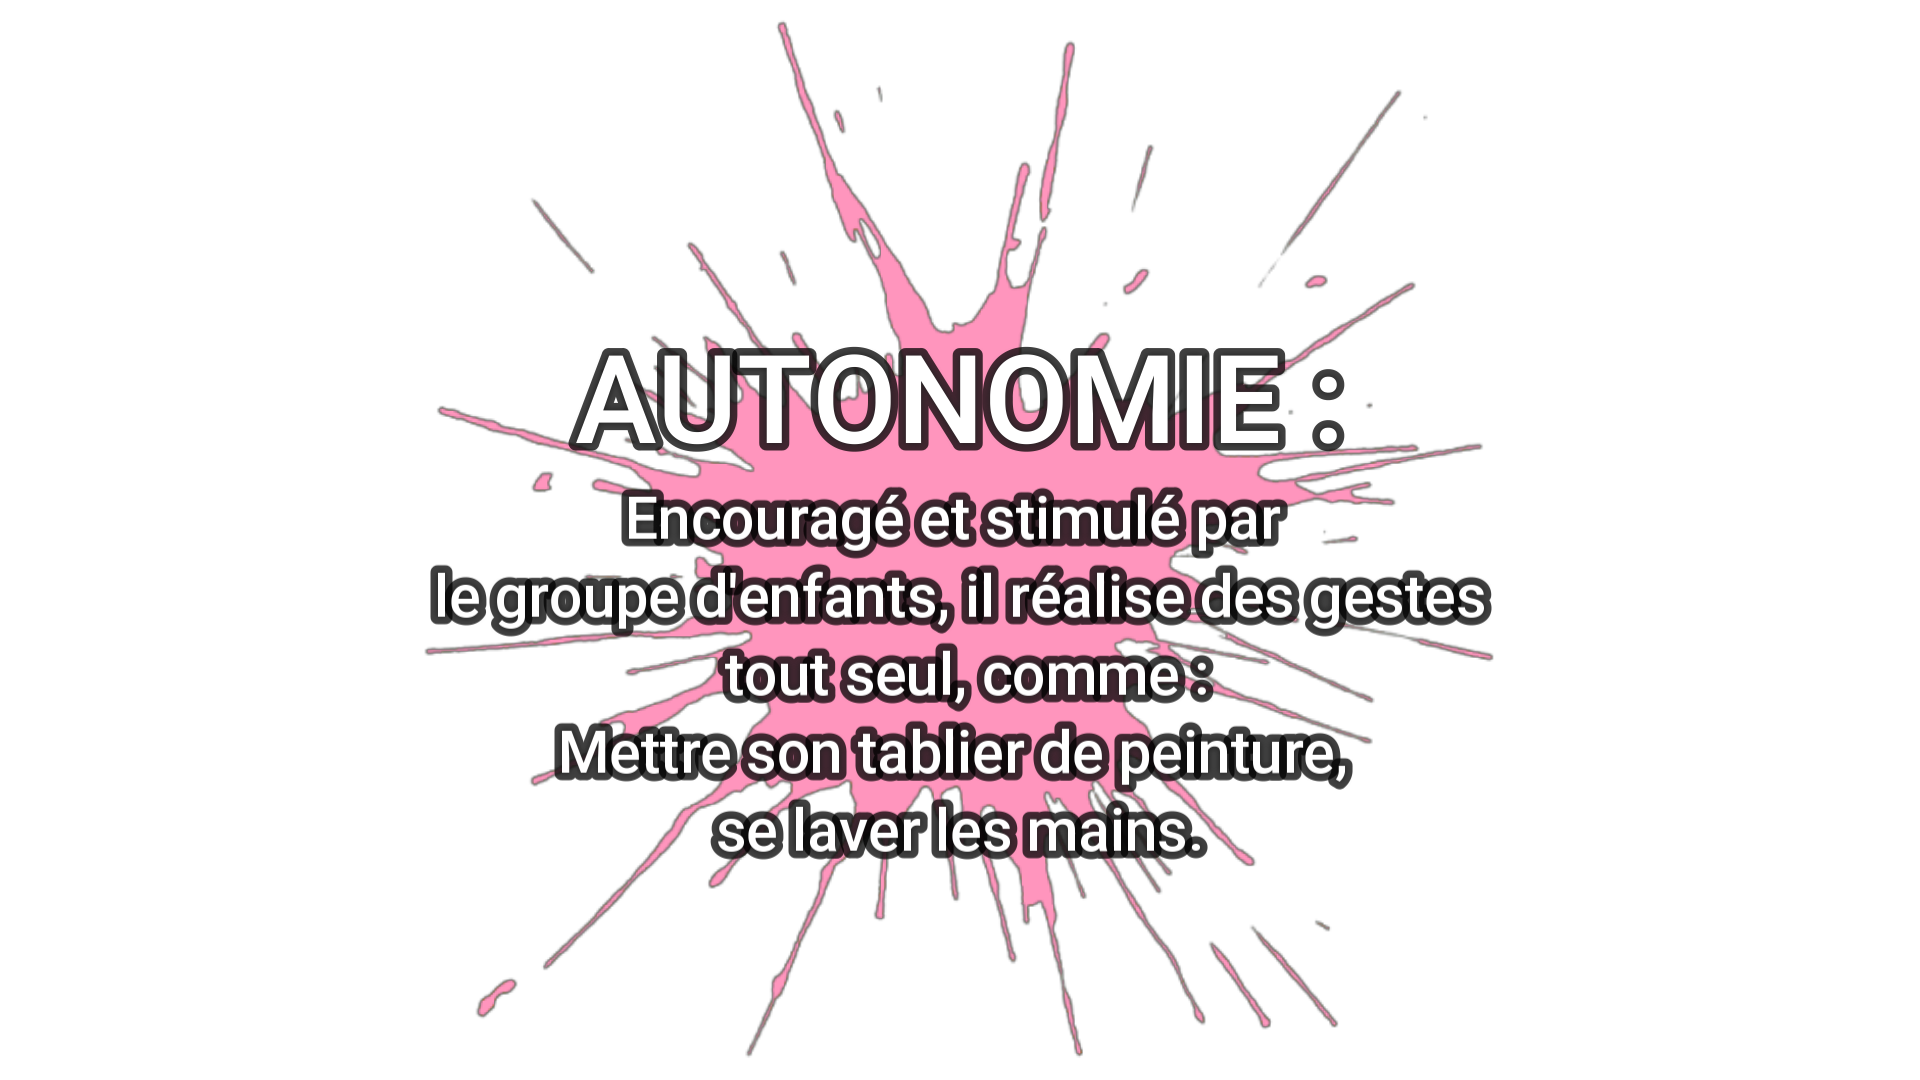 AUTONOMIE :
Encouragé et stimulé par
le groupe d'enfants, il réalise des gestes
tout seul, comme :
Mettre son tablier de peinture,
se laver les mains.